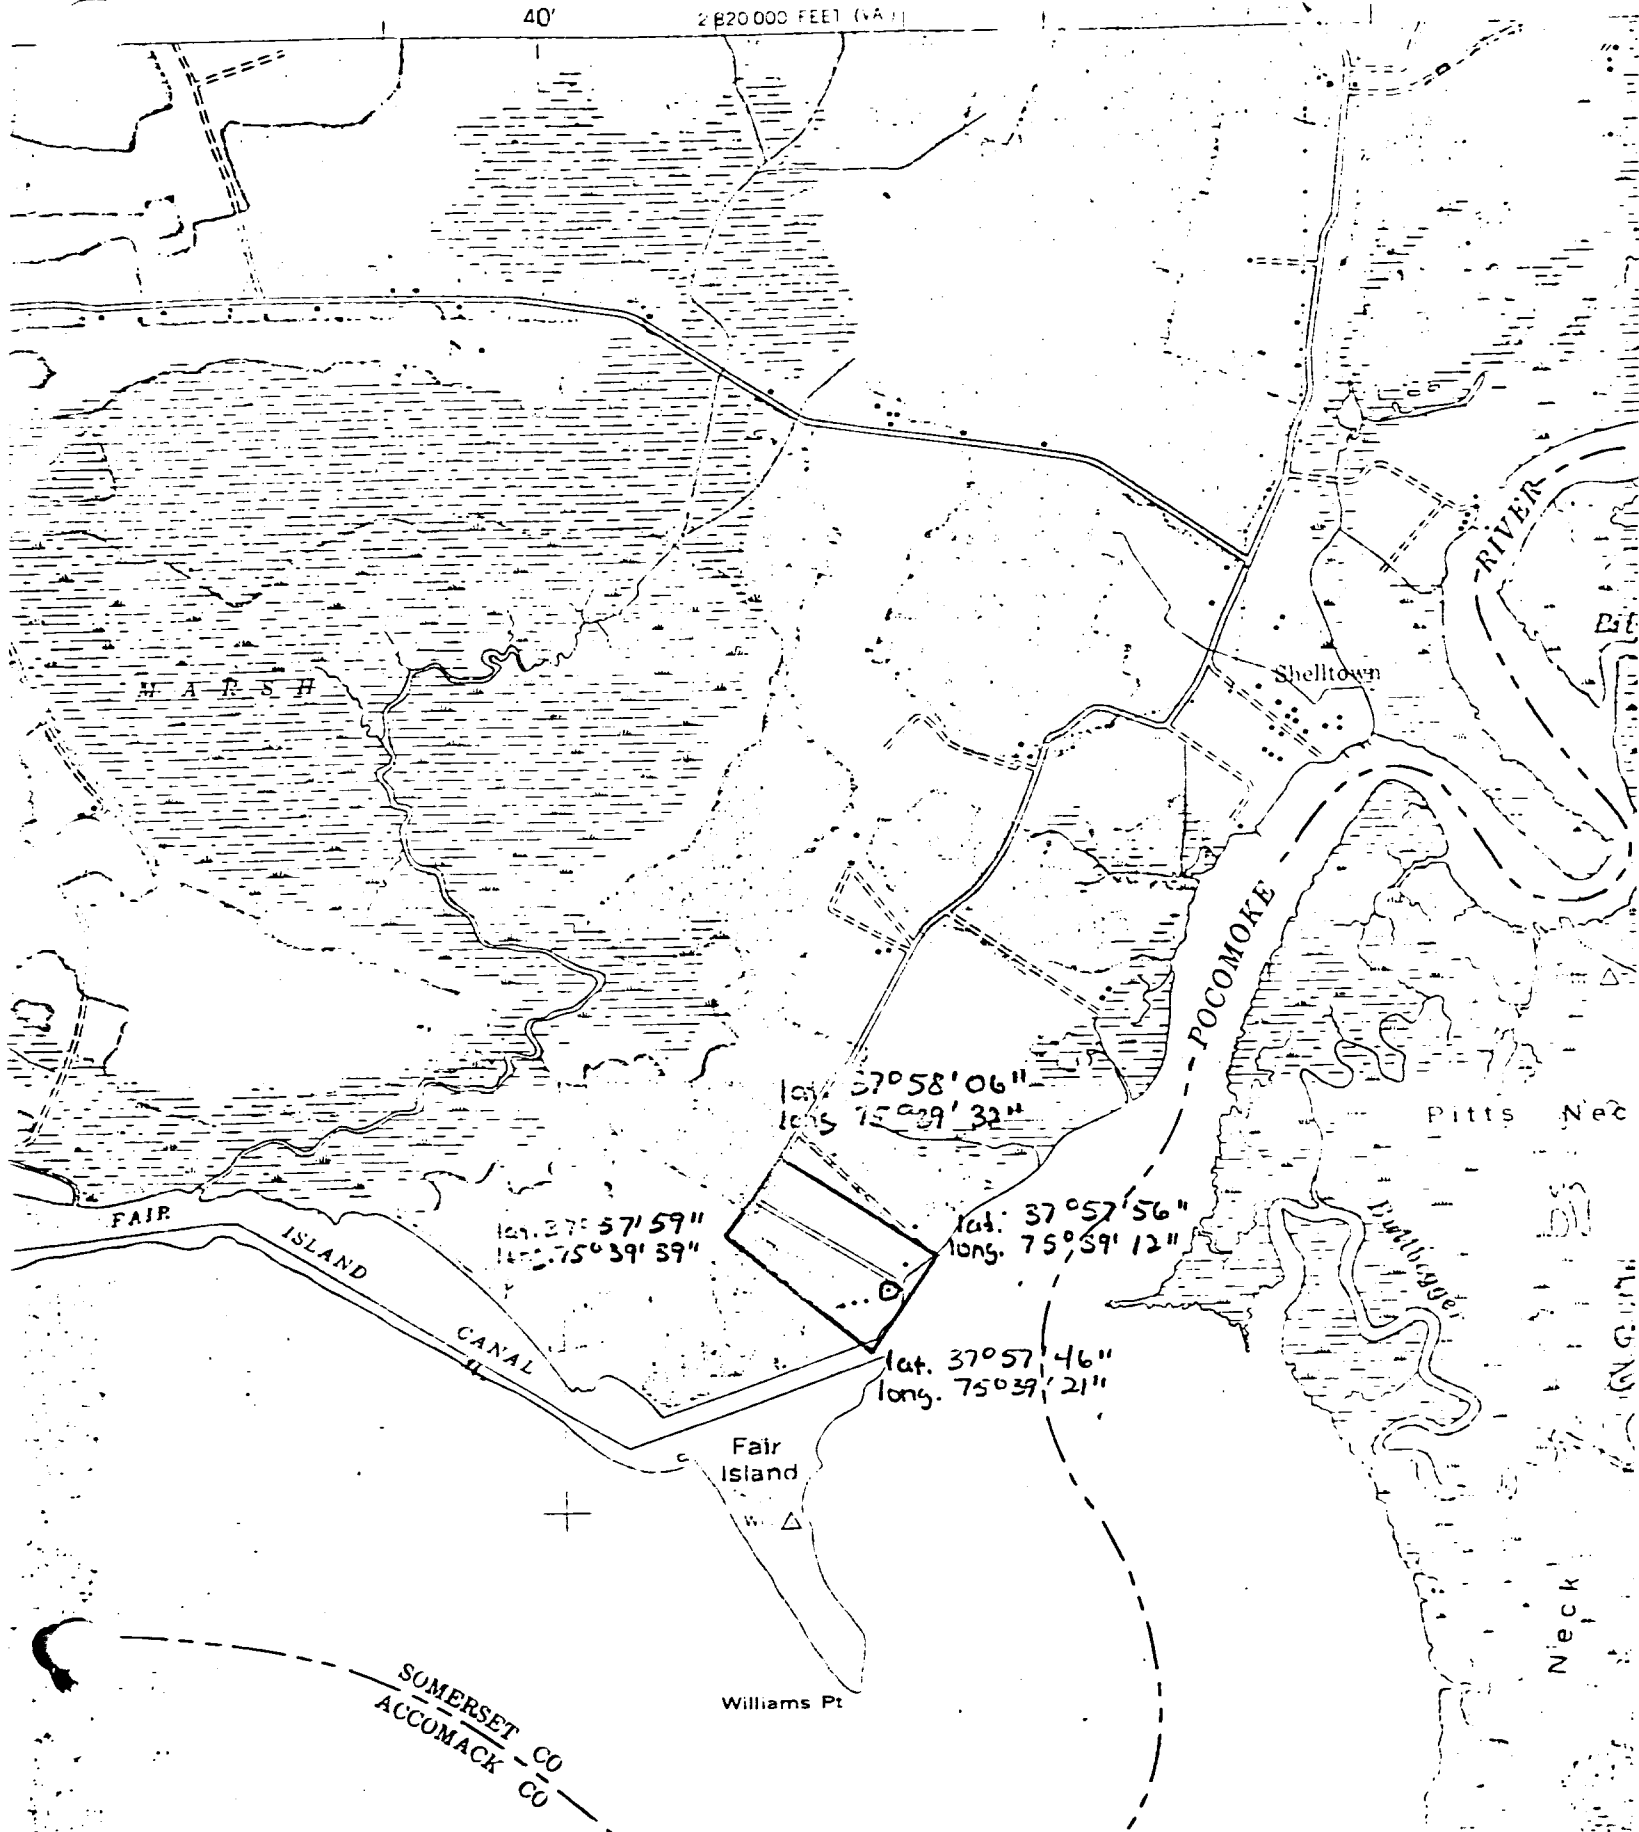 40'
2 820 000 FEET (VA.)
RIVER
MARSH
Shelltown
POCOMOKE
lat. 37°58'06"
long 75°39'32"
Pitts Nec
FAIR
ISLAND
CANAL
lat. 37°57'59"
long. 75°39'39"
lat. 37°57'56"
long. 75°39'12"
Bullbegger
lat. 37°57'46"
long. 75°39'21"
Fair
Island
Neck
Williams Pt
SOMERSET CO
ACCOMACK CO